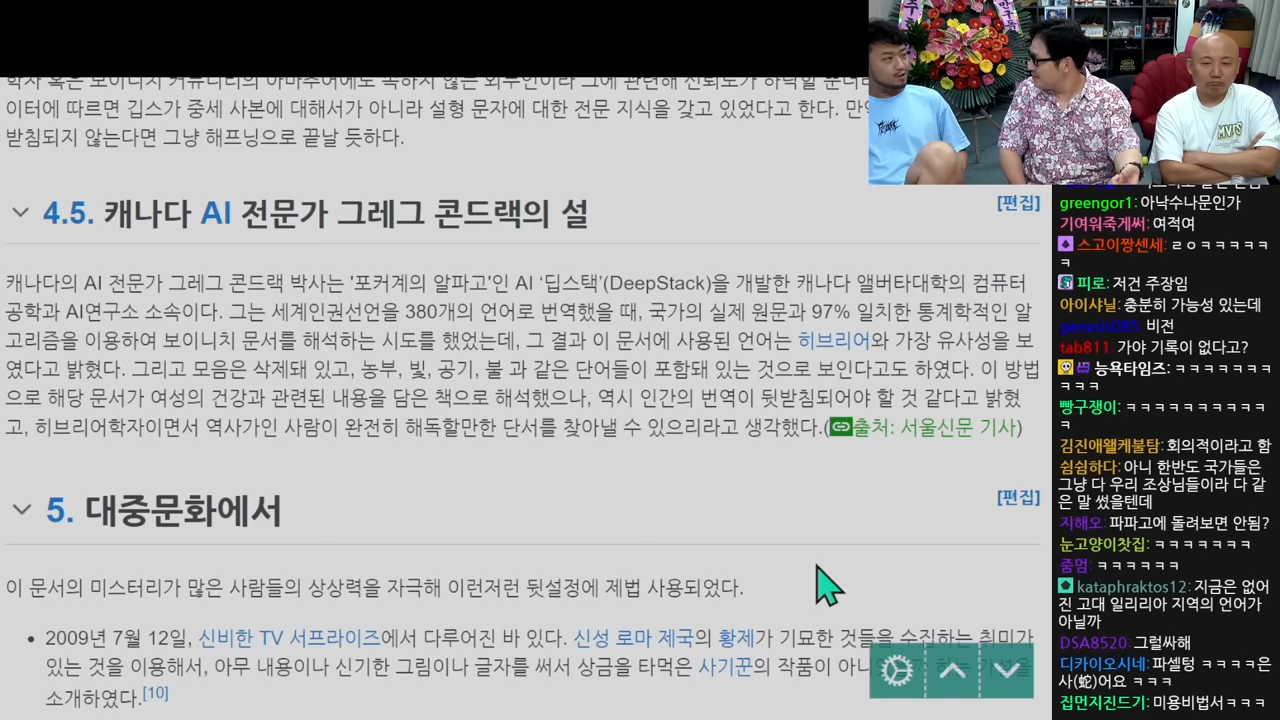 이터에 따르면 깁스가 중세 사본에 대해서가 아니라 설형 문자에 대한 전문 지식을 갖고 있었다고 한다.
받침되지 않는다면 그냥 해프닝으로 끝날 듯하다.
4.5. 캐나다 AI 전문가 그레그 콘드랙의 설
[편집]
캐나다의 AI 전문가 그레그 콘드랙 박사는 '포커계의 알파고'인 AI '딥스택'(DeepStack)을 개발한 캐나다 앨버타대학의 컴퓨터
공학과 AI연구소 소속이다. 그는 세계인권선언을 380개의 언어로 번역했을 때, 국가의 실제 원문과 97% 일치한 통계학적인 알
고리즘을 이용하여 보이니치 문서를 해석하는 시도를 했었는데, 그 결과 이 문서에 사용된 언어는 히브리어와 가장 유사성을 보
였다고 밝혔다. 그리고 모음은 삭제돼 있고, 농부, 빛, 공기, 불 과 같은 단어들이 포함돼 있는 것으로 보인다고도 하였다. 이 방법
으로 해당 문서가 여성의 건강과 관련된 내용을 담은 책으로 해석했으나, 역시 인간의 번역이 뒷받침되어야 할 것 같다고 밝혔
고, 히브리어학자이면서 역사가인 사람이 완전히 해독할만한 단서를 찾아낼 수 있으리라고 생각했다.(출처: 서울신문 기사)
5. 대중문화에서
[편집]
이 문서의 미스터리가 많은 사람들의 상상력을 자극해 이런저런 뒷설정에 제법 사용되었다.
• 2009년 7월 12일, 신비한 TV 서프라이즈에서 다루어진 바 있다. 신성 로마 제국의 황제가 기묘한 것들을 수집하는 취미가
있는 것을 이용해서, 아무 내용이나 신기한 그림이나 글자를 써서 상금을 타먹은 사기꾼의 작품이 아니
소개하였다.[10]
greengor1: 아낙수나문인가
기여워죽게써: 여적여
스고이짱센세: ㄹㅇㅋㅋㅋㅋㅋ
ㅋ
피로: 저건 주장임
아이샤닐: 충분히 가능성 있는데
genesis085: 비전
tab811: 가야 기록이 없다고?
능욕타임즈: ㅋㅋㅋㅋㅋㅋㅋ
ㅋㅋㅋㅋ
빵구쟁이: ㅋㅋㅋㅋㅋㅋㅋㅋㅋㅋ
ㅋ
김진애왤케불탐: 회의적이라고 함
쉼쉼하다: 아니 한반도 국가들은
그냥 다 우리 조상님들이라 다 같
은 말 썼을텐데
지해오: 파파고에 돌려보면 안됨?
눈고양이찻집: ㅋㅋㅋㅋㅋㅋㅋ
줌멈: ㅋㅋㅋㅋㅋㅋ
kataphraktos12: 지금은 없어
진 고대 일리리아 지역의 언어가
아닐까
DSA8520: 그럴싸해
디카이오시네: 파셀텅 ㅋㅋㅋㅋ은
사(蛇)어요 ㅋㅋㅋ
집먼지진드기: 미용비법서ㅋㅋㅋ